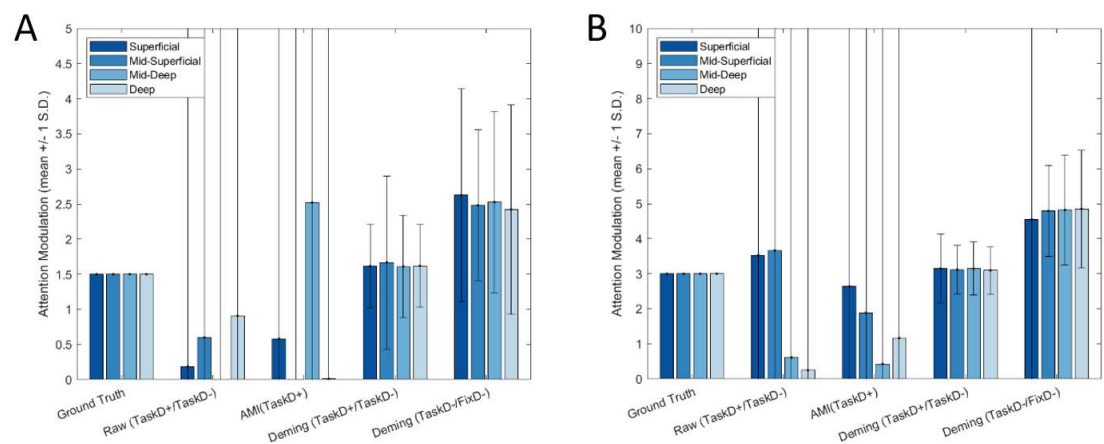 A
Attention Modulation (mean +/- 1 S.D.)
5
4.5
4
3.5
3
2.5
2
1.5
1
0.5
0
Superficial
Mid-Superficial
Mid-Deep
Deep
Ground Truth
Raw (TaskD+/TaskD-)
AMI(TaskD+)
Deming (TaskD+/TaskD-)
Deming (TaskD-/FixD-)
B
Attention Modulation (mean +/- 1 S.D.)
10
9
8
7
6
5
4
3
2
1
0
Superficial
Mid-Superficial
Mid-Deep
Deep
Ground Truth
Raw (TaskD+/TaskD-)
AMI(TaskD+)
Deming (TaskD+/TaskD-)
Deming (TaskD-/FixD-)